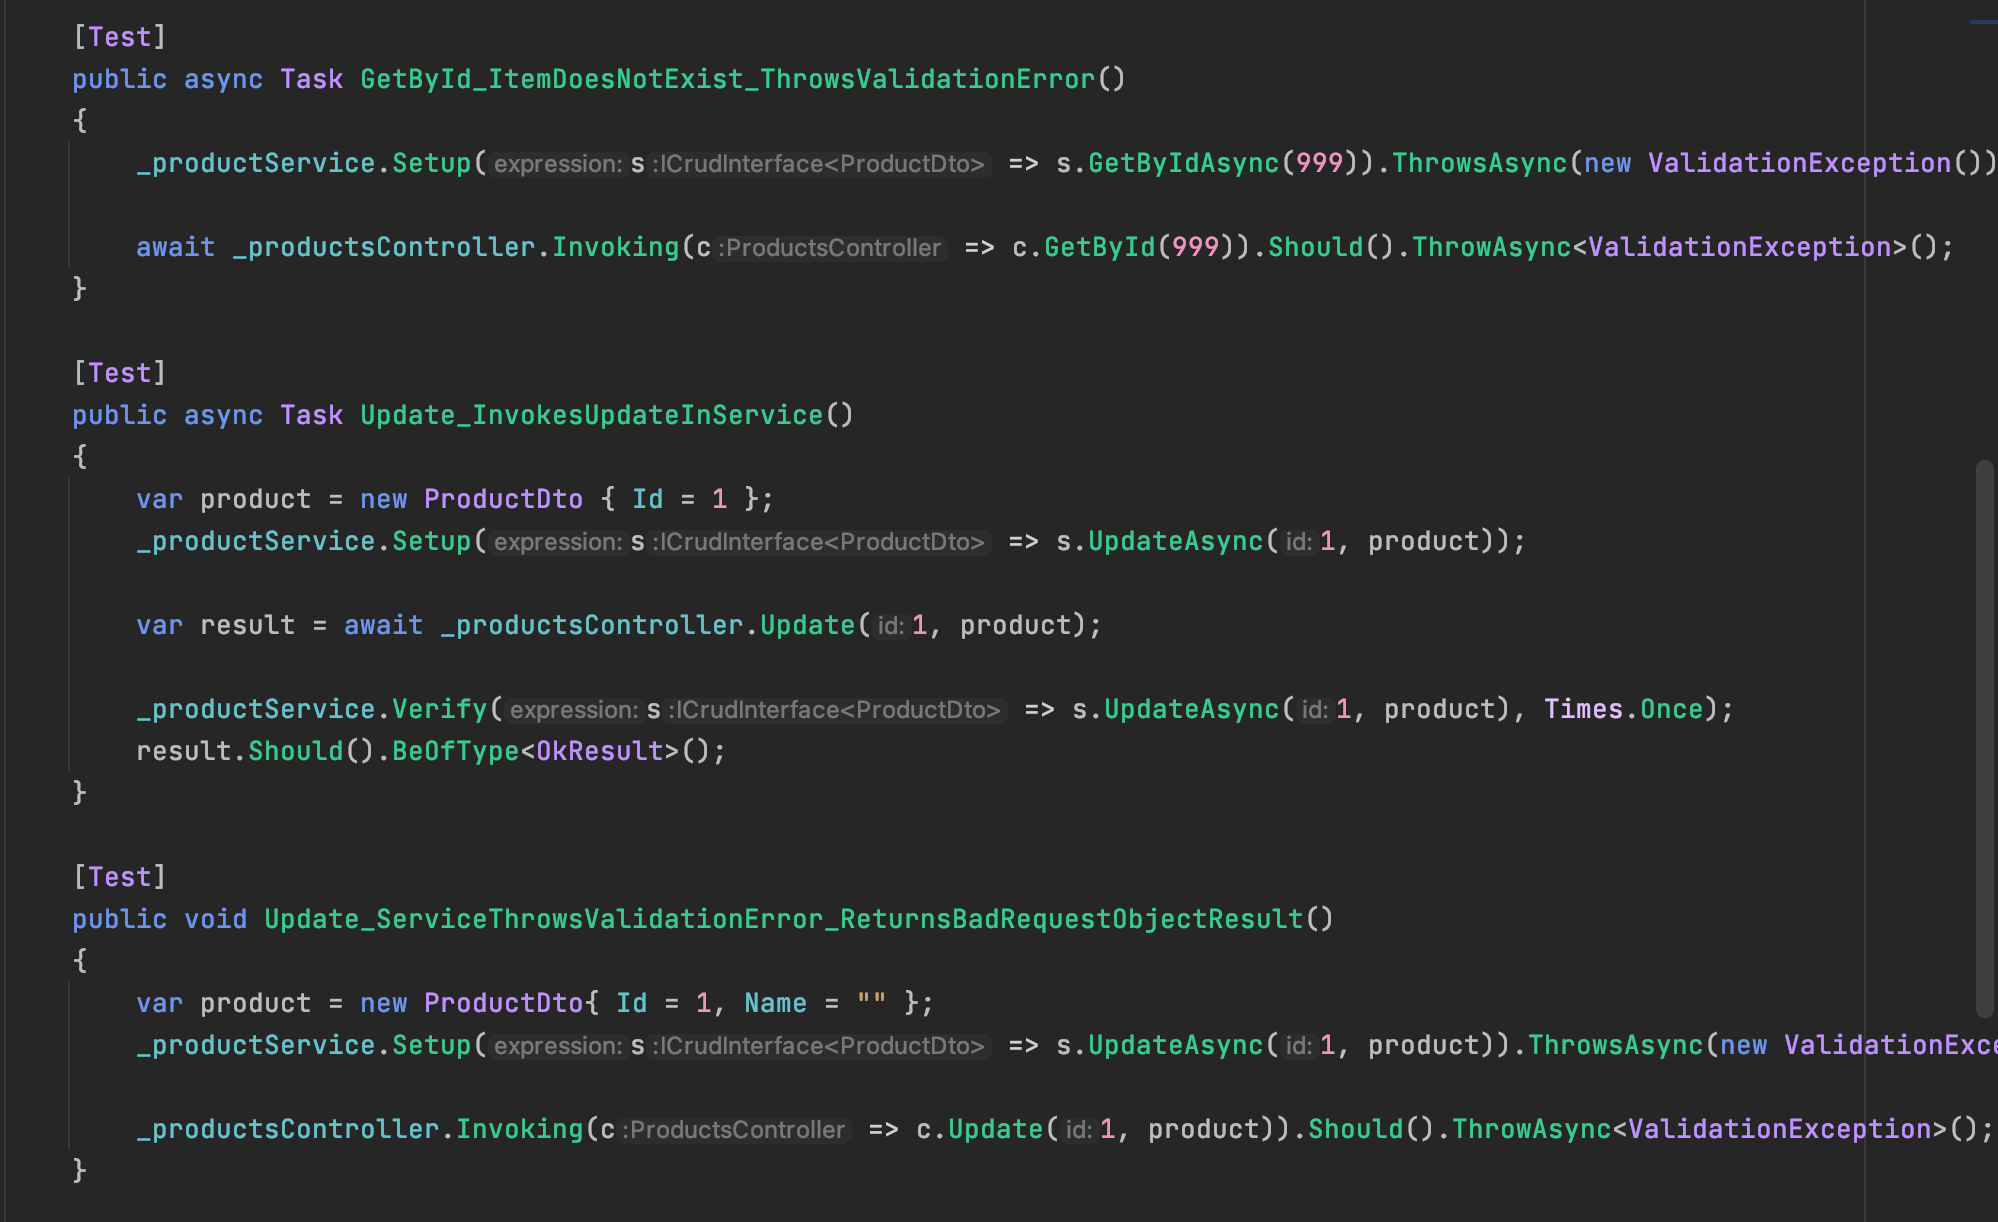 [Test]
public async Task GetById_ItemDoesNotExist_ThrowsValidationError()
{
_productService.Setup( expression: s :ICrudInterface<ProductDto> => s.GetByIdAsync(999)).ThrowsAsync(new ValidationException())
await _productsController.Invoking(c :ProductsController => c.GetById(999)).Should().ThrowAsync<ValidationException>();
}
[Test]
public async Task Update_InvokesUpdateInService()
{
var product = new ProductDto { Id = 1 };
_productService.Setup( expression: s :ICrudInterface<ProductDto> => s.UpdateAsync( id: 1, product));
var result = await _productsController.Update( id: 1, product);
_productService.Verify( expression: s :ICrudInterface<ProductDto> => s.UpdateAsync( id: 1, product), Times.Once);
result.Should().BeOfType<OkResult>();
}
[Test]
public void Update_ServiceThrowsValidationError_ReturnsBadRequestObjectResult()
{
var product = new ProductDto{ Id = 1, Name = "" };
_productService.Setup( expression: s :ICrudInterface<ProductDto> => s.UpdateAsync( id: 1, product)).ThrowsAsync(new ValidationExce
_productsController.Invoking(c :ProductsController => c.Update( id: 1, product)).Should().ThrowAsync<ValidationException>();
}